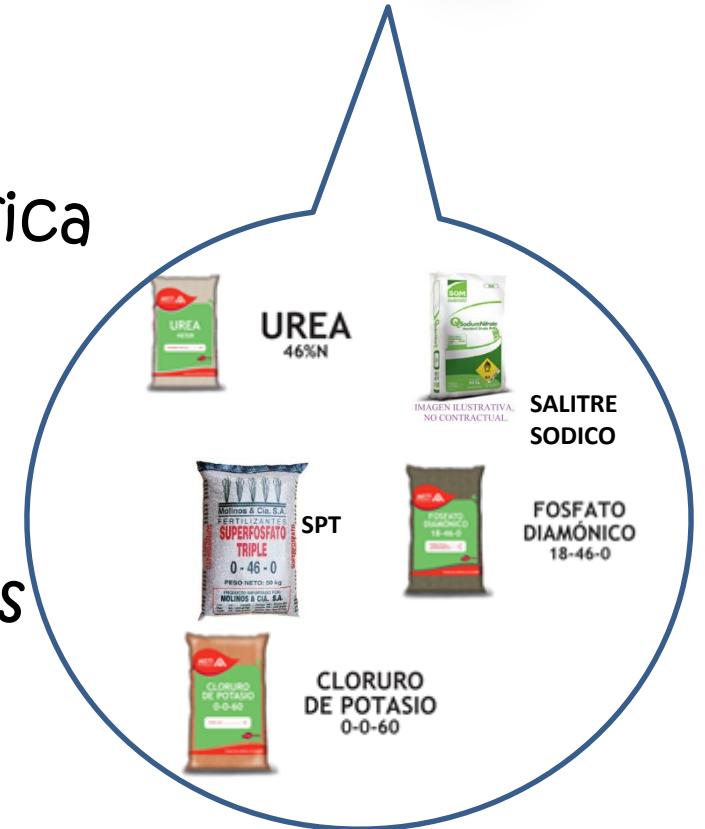 rica
UREA
UREA
46%N
SQM
QSodiumNitrate
IMAGEN ILUSTRATIVA,
NO CONTRACTUAL.
SALITRE
SODICO
Molinos & Cia. S.A.
FERTILIZANTES
SUPERFOSFATO
TRIPLE
0 - 46 - 0
PESO NETO: 50 kg
MOLINOS & CIA. S.A.
SPT
FOSFATO
DIAMÓNICO
18-46-0
FOSFATO
DIAMÓNICO
18-46-0
s
CLORURO
DE POTASIO
0-0-60
CLORURO
DE POTASIO
0-0-60